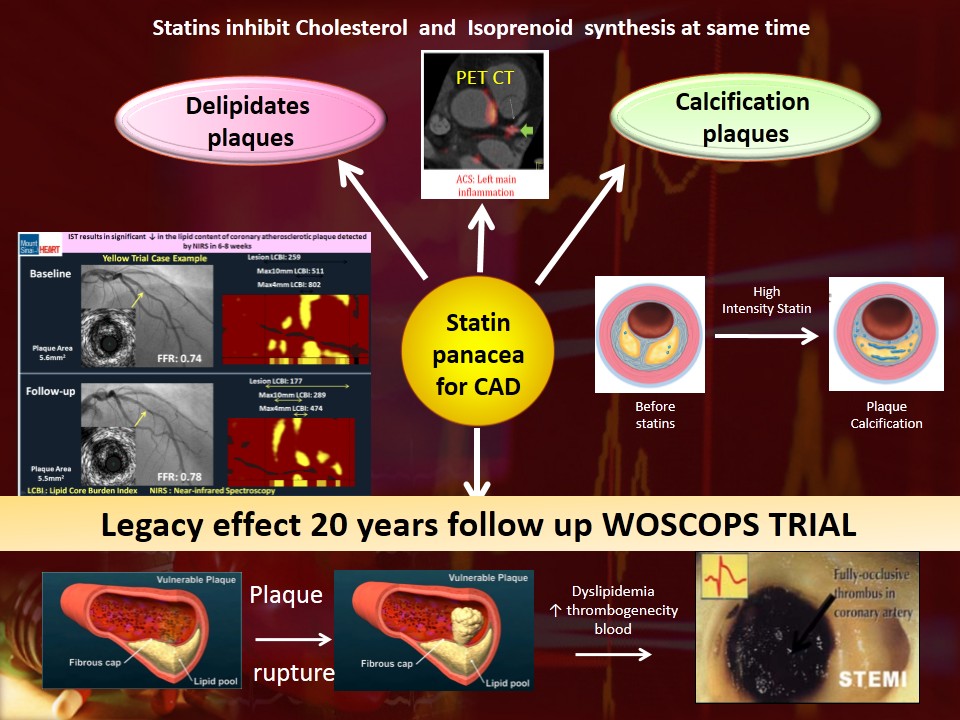 Statins inhibit Cholesterol and Isoprenoid synthesis at same time
Delipidates
plaques
PET CT
ACS: Left main
inflammation
Calcification
plaques
Mount
Sinai
HEART
IST results in significant ↓ in the lipid content of coronary atherosclerotic plaque detected
by NIRS in 6-8 weeks
Yellow Trial Case Example
Baseline
Lesion LCBI: 259
Max10mm LCBI: 511
Max4mm LCBI: 802
Plaque Area
5.6mm²
FFR: 0.74
Follow-up
Lesion LCBI: 177
Max10mm LCBI: 289
Max4mm LCBI: 474
Plaque Area
5.5mm²
FFR: 0.78
LCBI : Lipid Core Burden Index NIRS : Near-infrared Spectroscopy
Statin
panacea
for CAD
High
Intensity Statin
Before
statins
Plaque
Calcification
Legacy effect 20 years follow up WOSCOPS TRIAL
Vulnerable Plaque
Fibrous cap
Lipid pool
Plaque
rupture
Vulnerable Plaque
Fibrous cap
Lipid pool
Dyslipidemia
↑ thrombogenecity
blood
Fully-occlusive
thrombus in
coronary artery
STEMI